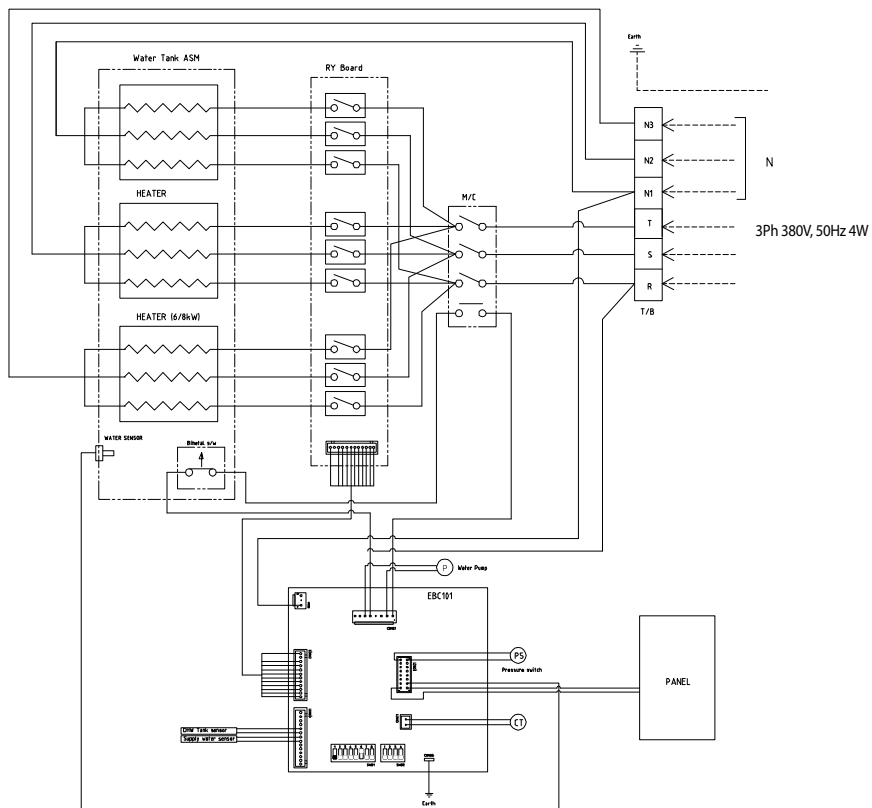 Earth
Water Tank ASM
RY Board
N3
N2
N
N1
HEATER
M/C
T
3Ph 380V, 50Hz 4W
S
R
HEATER (6/8kW)
T/B
WATER SENSOR
Bimetal s/w
P
Water Pump
EBC101
PS
Pressure switch
PANEL
CT
DHW Tank sensor
Supply water sensor
Earth